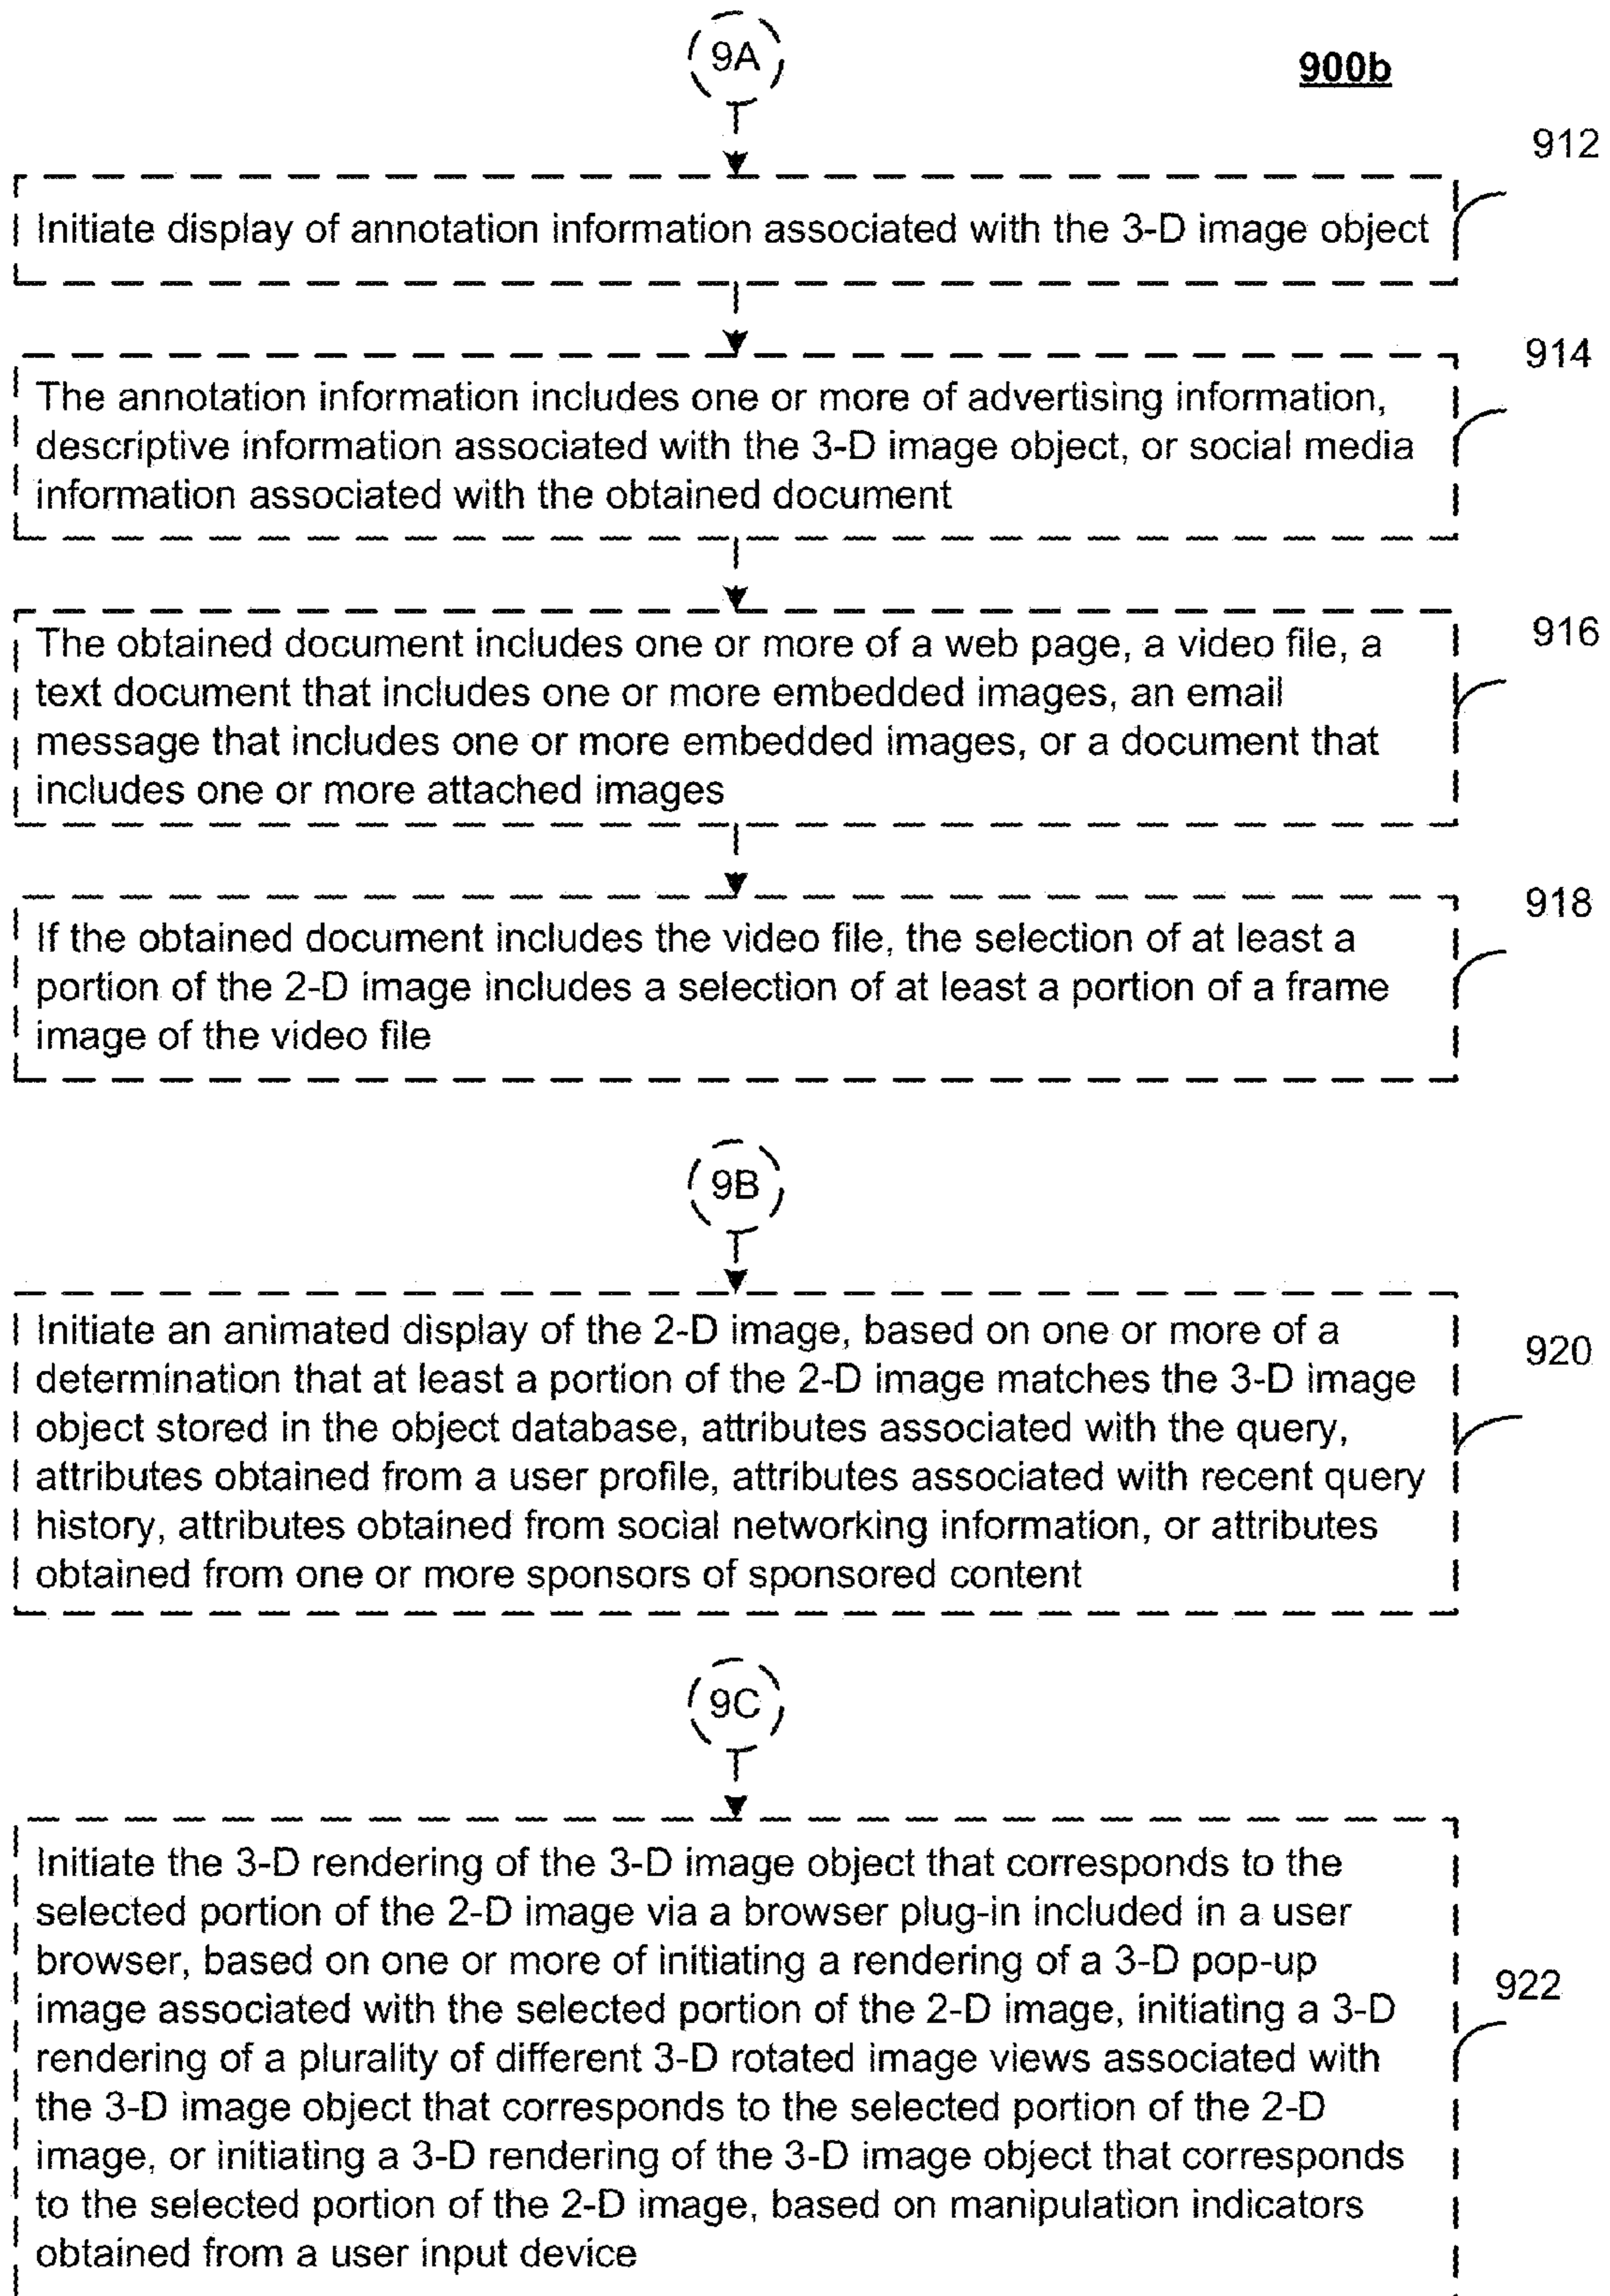 9A
900b
912
Initiate display of annotation information associated with the 3-D image object
914
The annotation information includes one or more of advertising information,
descriptive information associated with the 3-D image object, or social media
information associated with the obtained document
916
The obtained document includes one or more of a web page, a video file, a
text document that includes one or more embedded images, an email
message that includes one or more embedded images, or a document that
includes one or more attached images
918
If the obtained document includes the video file, the selection of at least a
portion of the 2-D image includes a selection of at least a portion of a frame
image of the video file
9B
Initiate an animated display of the 2-D image, based on one or more of a
920
determination that at least a portion of the 2-D image matches the 3-D image
object stored in the object database, attributes associated with the query,
attributes obtained from a user profile, attributes associated with recent query
history, attributes obtained from social networking information, or attributes
obtained from one or more sponsors of sponsored content
9C
Initiate the 3-D rendering of the 3-D image object that corresponds to the
selected portion of the 2-D image via a browser plug-in included in a user
browser, based on one or more of initiating a rendering of a 3-D pop-up
922
image associated with the selected portion of the 2-D image, initiating a 3-D
rendering of a plurality of different 3-D rotated image views associated with
the 3-D image object that corresponds to the selected portion of the 2-D
image, or initiating a 3-D rendering of the 3-D image object that corresponds
to the selected portion of the 2-D image, based on manipulation indicators
obtained from a user input device